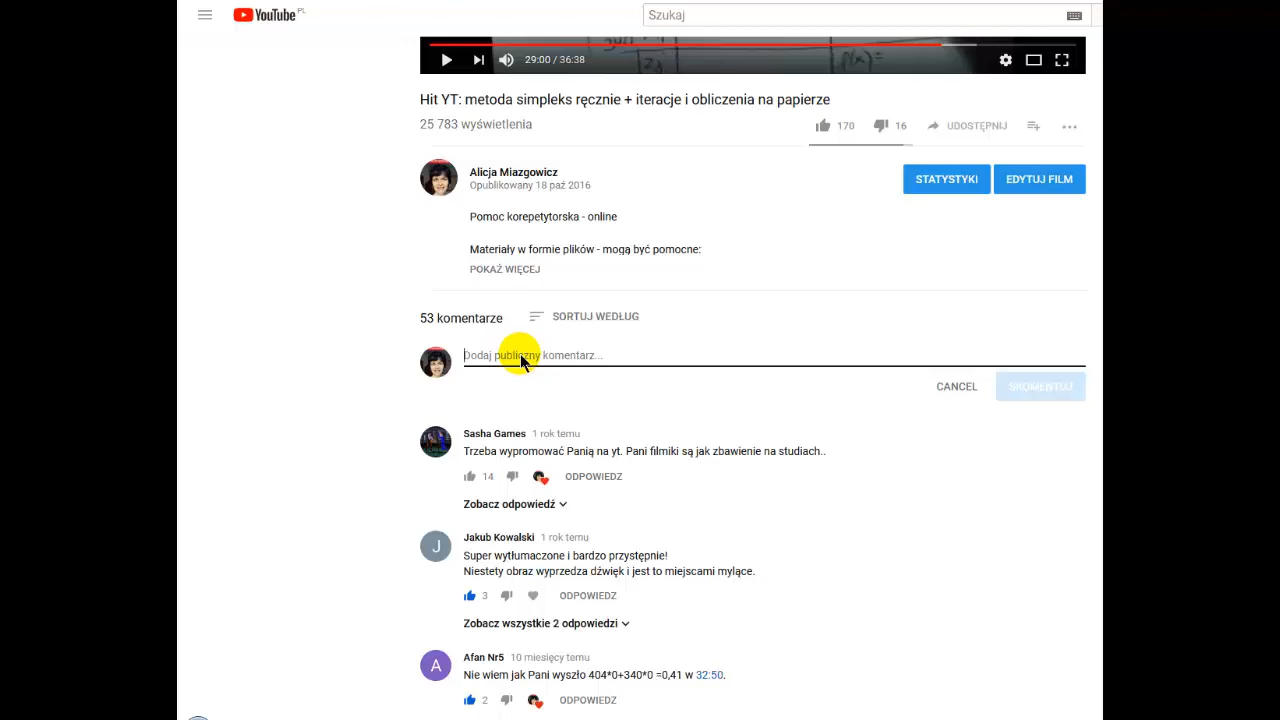 YouTube PL
Szukaj
29:00 / 36:38
Hit YT: metoda simpleks ręcznie + iteracje i obliczenia na papierze
25 783 wyświetlenia
170
16
UDOSTĘPNIJ
Alicja Miazgowicz
Opublikowany 18 paź 2016
STATYSTYKI
EDYTUJ FILM
Pomoc korepetytorska - online
Materiały w formie plików - mogą być pomocne:
POKAŻ WIĘCEJ
53 komentarze
SORTUJ WEDŁUG
Dodaj publiczny komentarz...
CANCEL
SKOMENTUJ
Sasha Games 1 rok temu
Trzeba wypromować Panią na yt. Pani filmiki są jak zbawienie na studiach..
14
ODPOWIEDZ
Zobacz odpowiedź
J
Jakub Kowalski 1 rok temu
Super wytłumaczone i bardzo przystępnie!
Niestety obraz wyprzedza dźwięk i jest to miejscami mylące.
3
ODPOWIEDZ
Zobacz wszystkie 2 odpowiedzi
A
Afan Nr5 10 miesięcy temu
Nie wiem jak Pani wyszło 404*0+340*0 =0,41 w 32:50.
2
ODPOWIEDZ